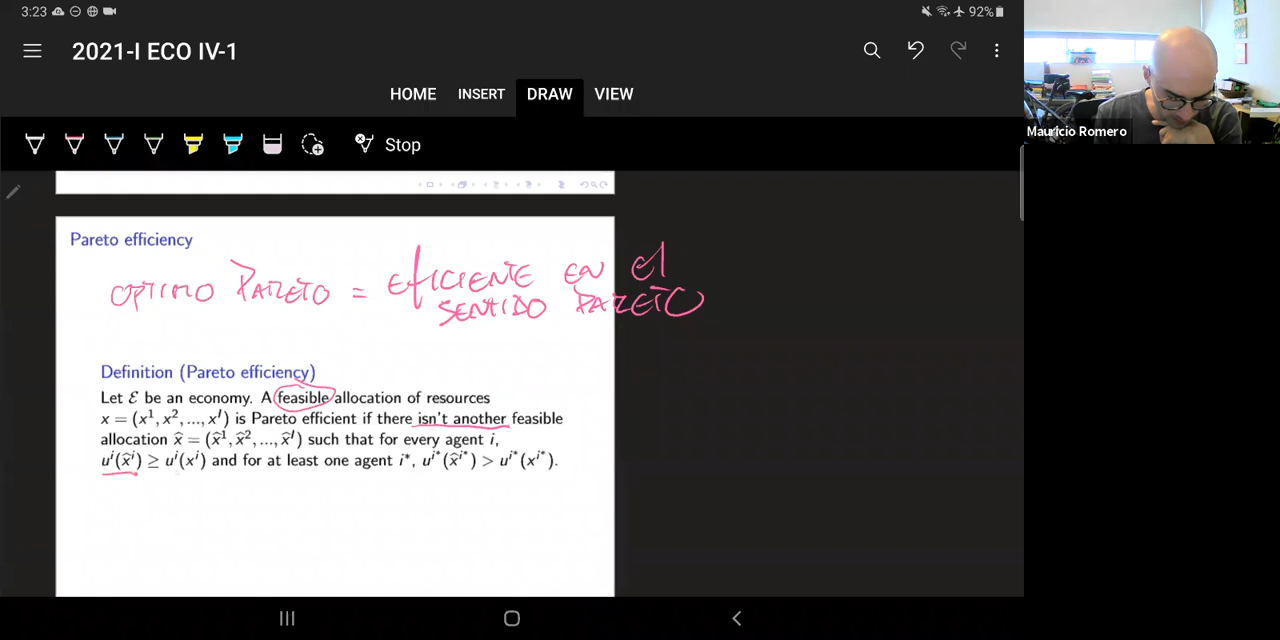 3:23
92%
2021-I ECO IV-1
HOME INSERT DRAW VIEW
Stop
Mauricio Romero
Pareto efficiency
OPTIMO PARETO = EFICIENTE EN El
SENTIDO PARETO
Definition (Pareto efficiency)
Let ℰ be an economy. A feasible allocation of resources
x = (x¹, x², ..., xᴵ) is Pareto efficient if there isn't another feasible
allocation x̂ = (x̂¹, x̂², ..., x̂ᴵ) such that for every agent i,
uⁱ(x̂ⁱ) ≥ uⁱ(xⁱ) and for at least one agent i*, uⁱ*(x̂ⁱ*) > uⁱ*(xⁱ*).